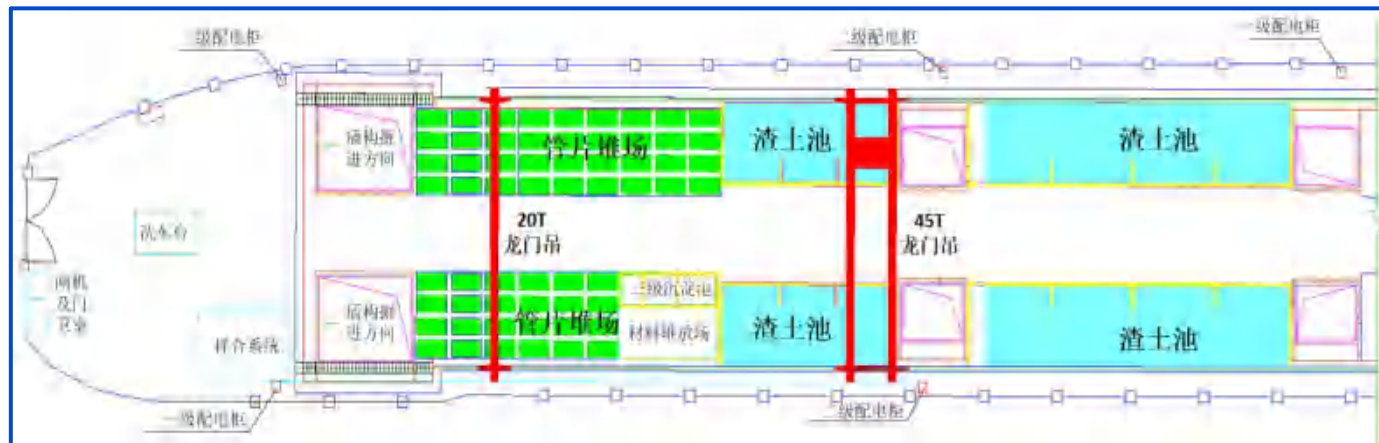 级配电柜
二级配电柜
一级配电柜
盾构掘
进方向
管片堆场
渣土池
渣土池
洗车台
20T
龙门吊
45T
龙门吊
闸机
及门
卫室
拌合系统
盾构掘
进方向
管片堆场
三级沉淀池
材料堆放场
渣土池
渣土池
一级配电柜
二级配电柜